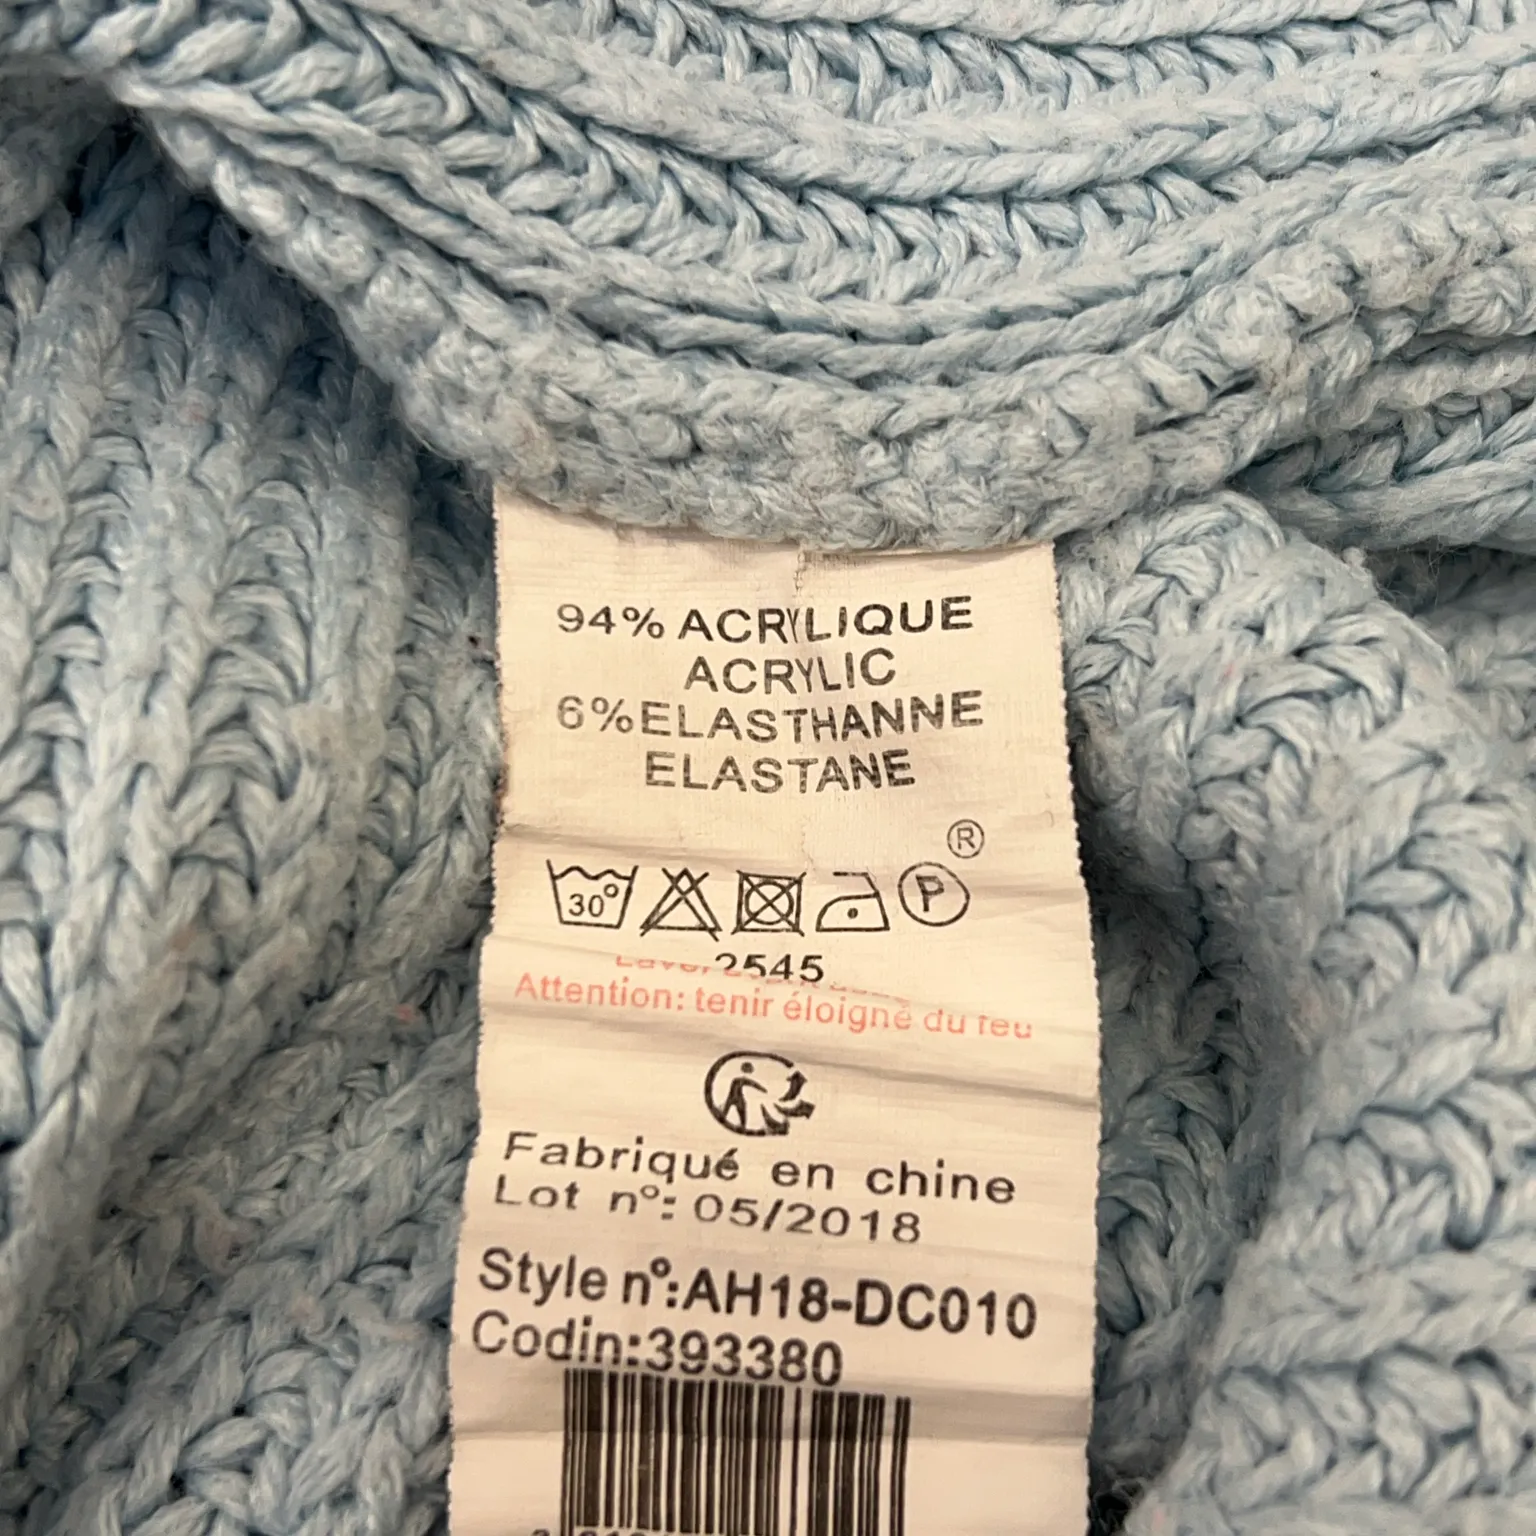 94% ACRYLIQUE
ACRYLIC
6%ELASTHANNE
ELASTANE
®
30° P
2545
Attention: tenir éloigné du feu
Fabriqué en chine
Lot n°: 05/2018
Style n°:AH18-DC010
Codin:393380